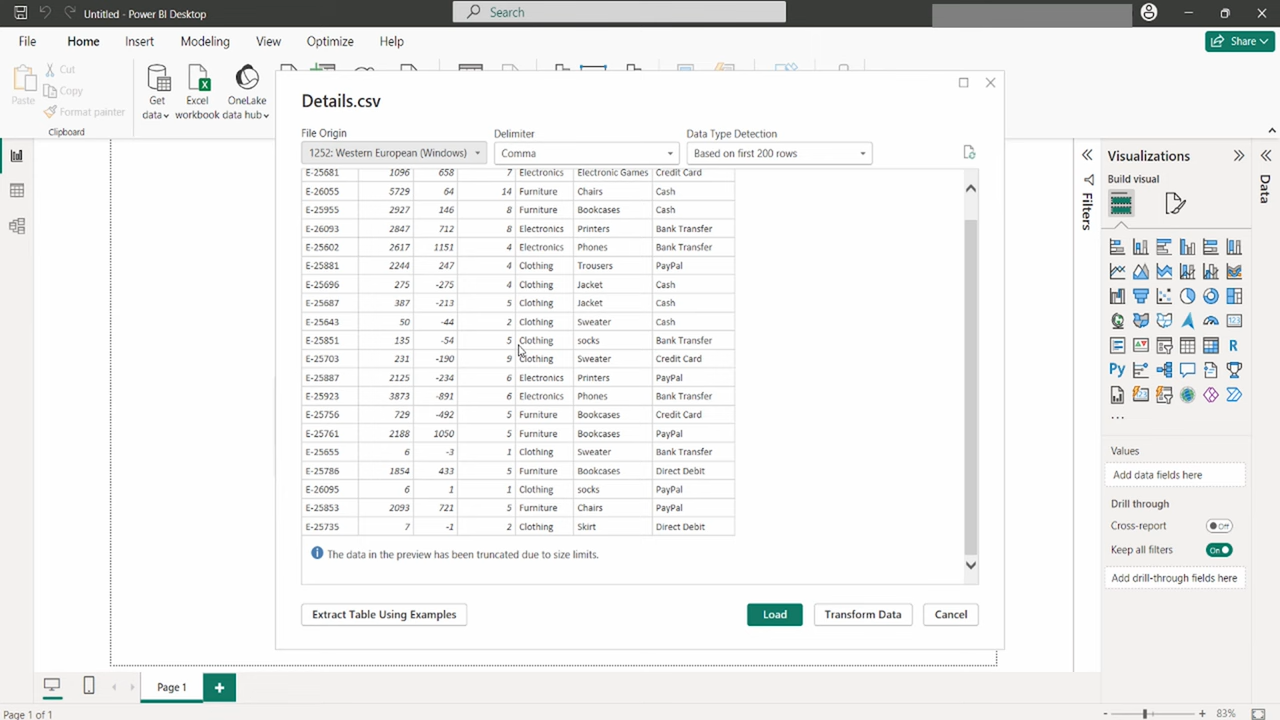 Untitled - Power BI Desktop
Search
File Home Insert Modeling View Optimize Help
Share
Paste
Cut
Copy
Format painter
Clipboard
Get data
Excel workbook
OneLake data hub
Details.csv
File Origin Delimiter Data Type Detection
1252: Western European (Windows) Comma Based on first 200 rows
E-25681 1096 658 7 Electronics Electronic Games Credit Card
E-26055 5729 64 14 Furniture Chairs Cash
E-25955 2927 146 8 Furniture Bookcases Cash
E-26093 2847 712 8 Electronics Printers Bank Transfer
E-25602 2617 1151 4 Electronics Phones Bank Transfer
E-25881 2244 247 4 Clothing Trousers PayPal
E-25696 275 -275 4 Clothing Jacket Cash
E-25687 387 -213 5 Clothing Jacket Cash
E-25643 50 -44 2 Clothing Sweater Cash
E-25851 135 -54 5 Clothing socks Bank Transfer
E-25703 231 -190 9 Clothing Sweater Credit Card
E-25887 2125 -234 6 Electronics Printers PayPal
E-25923 3873 -891 6 Electronics Phones Bank Transfer
E-25756 729 -492 5 Furniture Bookcases Credit Card
E-25761 2188 1050 5 Furniture Bookcases PayPal
E-25655 6 -3 1 Clothing Sweater Bank Transfer
E-25786 1854 433 5 Furniture Bookcases Direct Debit
E-26095 6 1 1 Clothing socks PayPal
E-25853 2093 721 5 Furniture Chairs PayPal
E-25735 7 -1 2 Clothing Skirt Direct Debit
The data in the preview has been truncated due to size limits.
Extract Table Using Examples Load Transform Data Cancel
Filters
Visualizations
Build visual
123
R
Py
Values
Add data fields here
Drill through
Cross-report Off
Keep all filters On
Add drill-through fields here
Data
Page 1
Page 1 of 1
83%